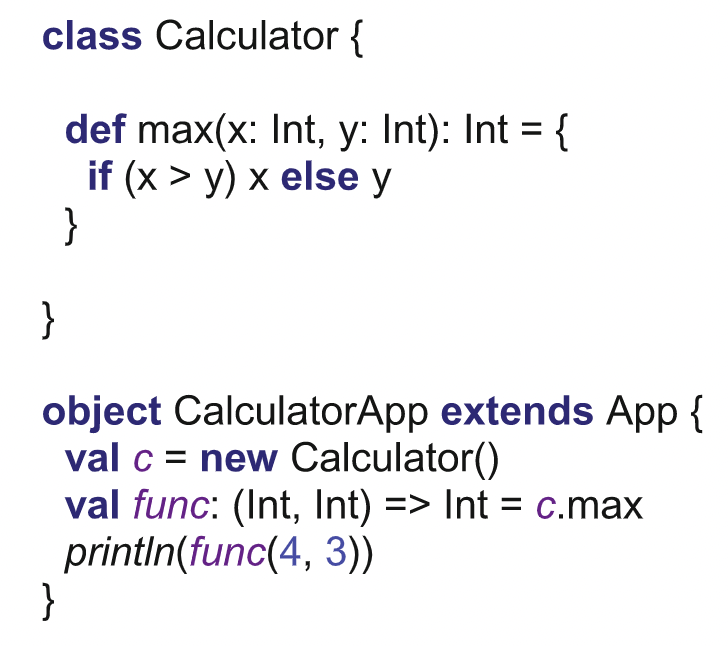 class Calculator {
def max(x: Int, y: Int): Int = {
if (x > y) x else y
}
}
object CalculatorApp extends App {
val c = new Calculator()
val func: (Int, Int) => Int = c.max
println(func(4, 3))
}